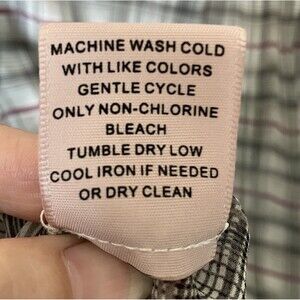 MACHINE WASH COLD
WITH LIKE COLORS
GENTLE CYCLE
ONLY NON-CHLORINE
BLEACH
TUMBLE DRY LOW
COOL IRON IF NEEDED
OR DRY CLEAN